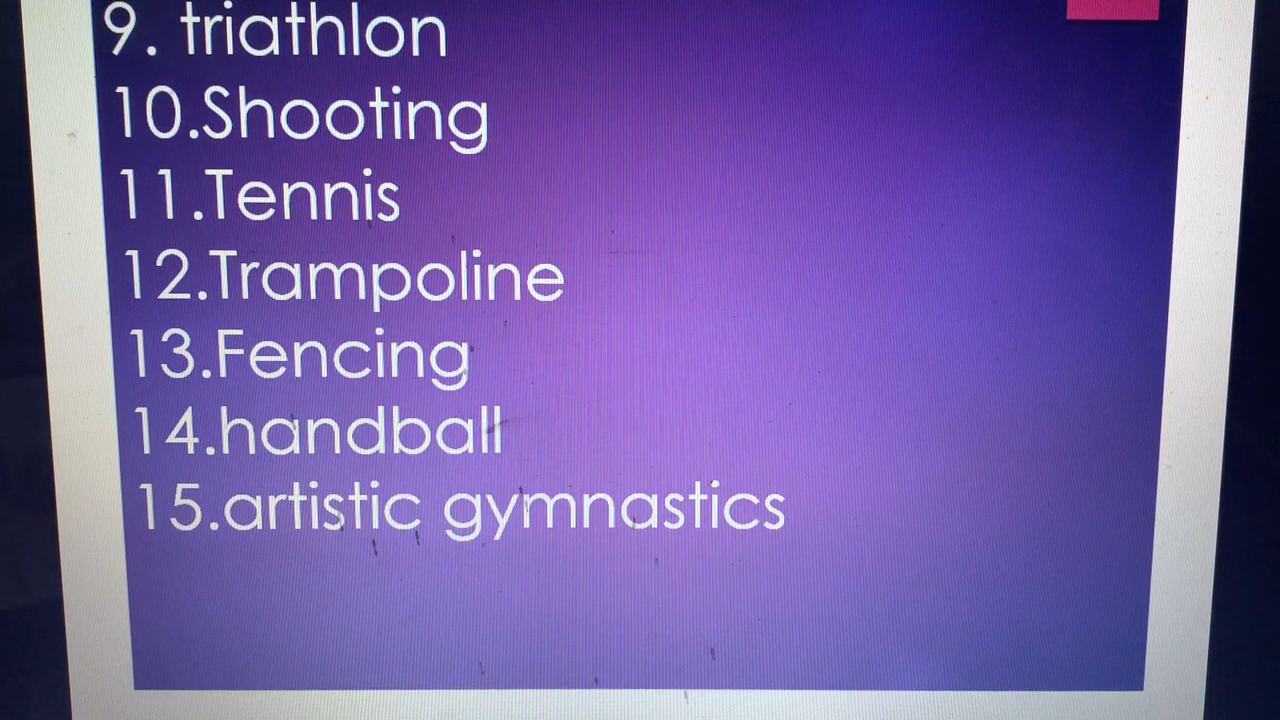 9. triathlon
10.Shooting
11.Tennis
12.Trampoline
13.Fencing
14.handball
15.artistic gymnastics